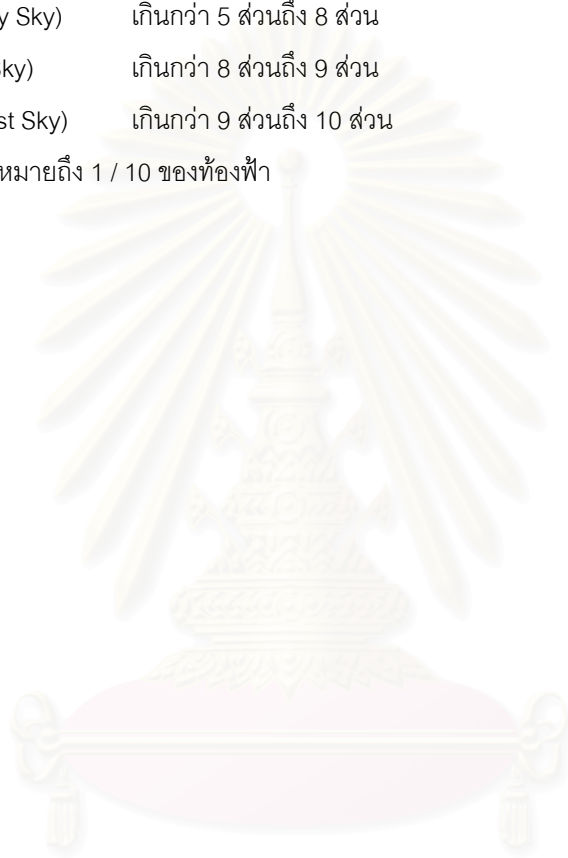 y Sky) เกินกว่า 5 ส่วนถึง 8 ส่วน
ky) เกินกว่า 8 ส่วนถึง 9 ส่วน
st Sky) เกินกว่า 9 ส่วนถึง 10 ส่วน
หมายถึง 1 / 10 ของท้องฟ้า